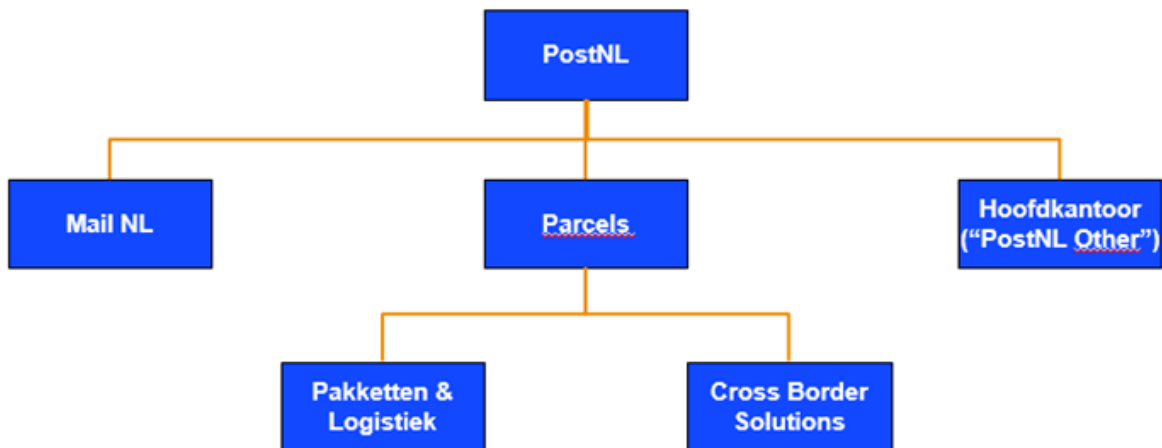 PostNL
Mail NL
Parcels
Hoofdkantoor
(“PostNL Other”)
Pakketten &
Logistiek
Cross Border
Solutions